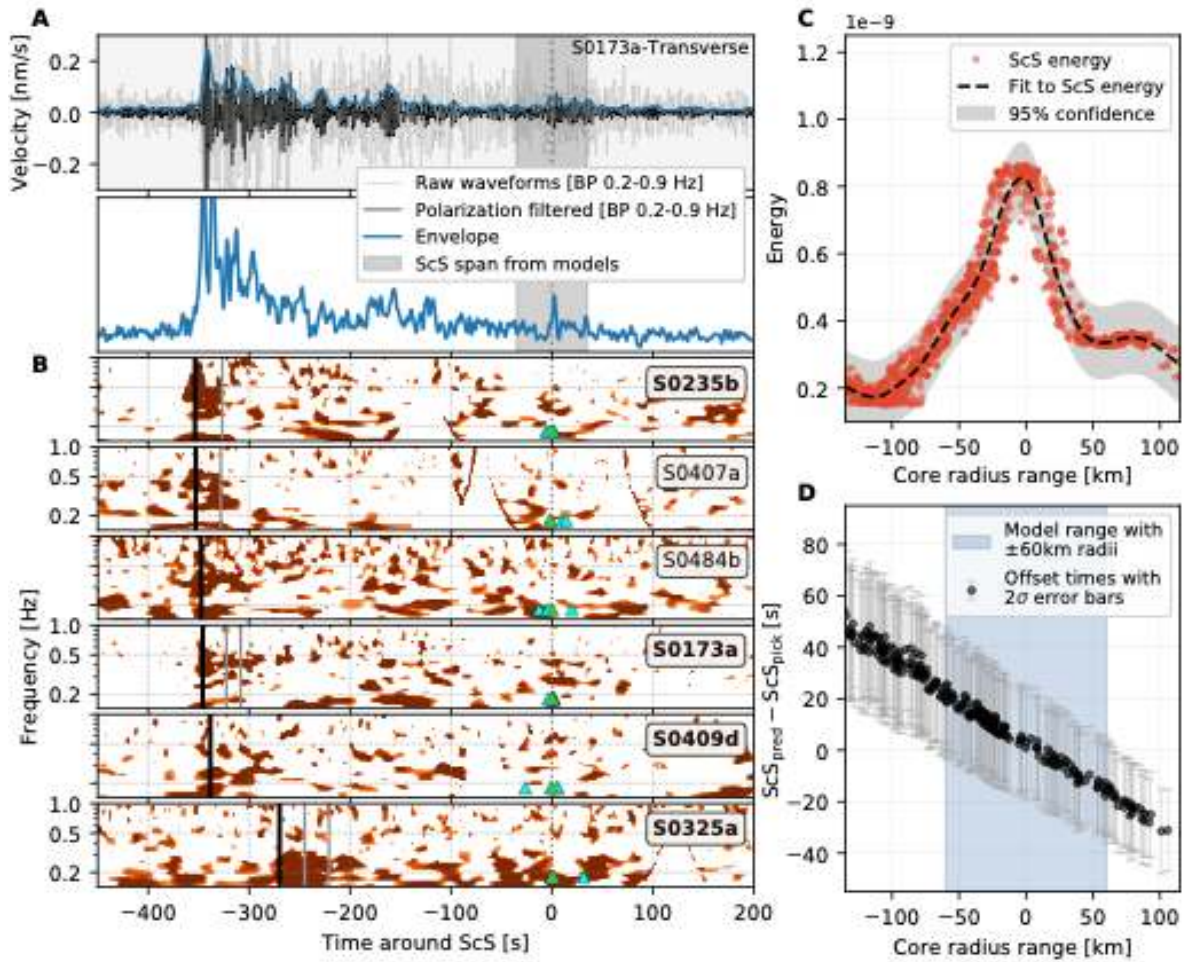 A
S0173a-Transverse
Velocity [nm/s]
0.2
0.0
−0.2
Raw waveforms [BP 0.2-0.9 Hz]
Polarization filtered [BP 0.2-0.9 Hz]
Envelope
ScS span from models
B
Frequency [Hz]
S0235b
1.0
0.5
0.2
S0407a
S0484b
1.0
0.5
0.2
S0173a
S0409d
1.0
0.5
0.2
S0325a
−400 −300 −200 −100 0 100 200
Time around ScS [s]
C
1e−9
ScS energy
Fit to ScS energy
95% confidence
Energy
1.2
1.0
0.8
0.6
0.4
0.2
−100 −50 0 50 100
Core radius range [km]
D
Model range with
±60km radii
Offset times with
2σ error bars
ScSpred − ScSpick [s]
80
60
40
20
0
−20
−40
−100 −50 0 50 100
Core radius range [km]